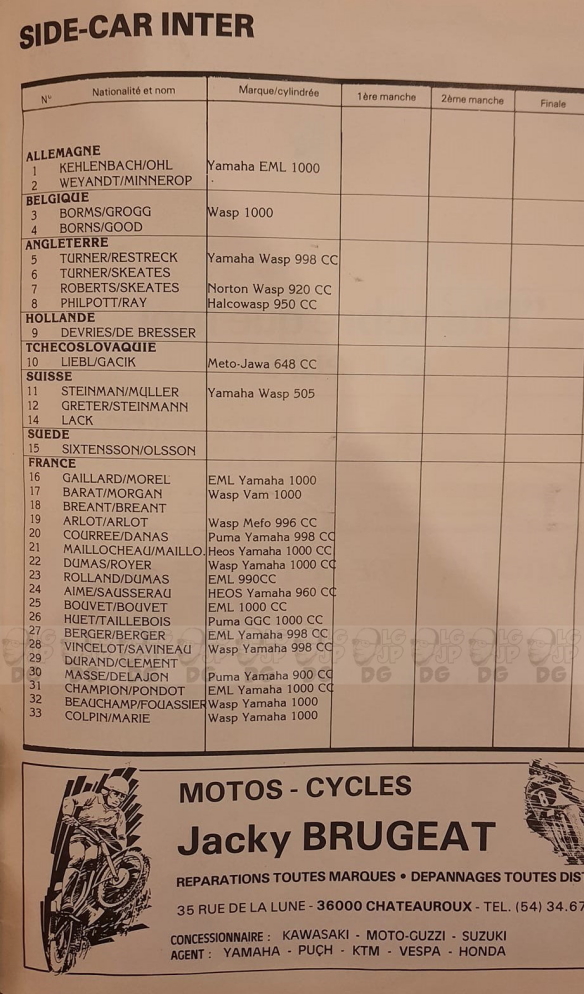 SIDE-CAR INTER
N° Nationalité et nom Marque/cylindrée 1ère manche 2ème manche Finale
ALLEMAGNE
1 KEHLENBACH/OHL Yamaha EML 1000
2 WEYANDT/MINNEROP
BELGIQUE
3 BORMS/GROGG Wasp 1000
4 BORNS/GOOD
ANGLETERRE
5 TURNER/RESTRECK Yamaha Wasp 998 CC
6 TURNER/SKEATES
7 ROBERTS/SKEATES Norton Wasp 920 CC
8 PHILPOTT/RAY Halcowasp 950 CC
HOLLANDE
9 DEVRIES/DE BRESSER
TCHECOSLOVAQUIE
10 LIEBL/GACIK Meto-Jawa 648 CC
SUISSE
11 STEINMAN/MULLER Yamaha Wasp 505
12 GRETER/STEINMANN
14 LACK
SUEDE
15 SIXTENSSON/OLSSON
FRANCE
16 GAILLARD/MOREL EML Yamaha 1000
17 BARAT/MORGAN Wasp Vam 1000
18 BREANT/BREANT
19 ARLOT/ARLOT Wasp Mefo 996 CC
20 COURREE/DANAS Puma Yamaha 998 CC
21 MAILLOCHEAU/MAILLO. Heos Yamaha 1000 CC
22 DUMAS/ROYER Wasp Yamaha 1000 CC
23 ROLLAND/DUMAS EML 990CC
24 AIME/SAUSSERAU HEOS Yamaha 960 CC
25 BOUVET/BOUVET EML 1000 CC
26 HUET/TAILLEBOIS Puma GGC 1000 CC
27 BERGER/BERGER EML Yamaha 998 CC
28 VINCELOT/SAVINEAU Wasp Yamaha 998 CC
29 DURAND/CLEMENT
30 MASSE/DELAJON Puma Yamaha 900 CC
31 CHAMPION/PONDOT EML Yamaha 1000 CC
32 BEAUCHAMP/FOUASSIER Wasp Yamaha 1000
33 COLPIN/MARIE Wasp Yamaha 1000
MOTOS - CYCLES
Jacky BRUGEAT
REPARATIONS TOUTES MARQUES • DEPANNAGES TOUTES DIST
35 RUE DE LA LUNE - 36000 CHATEAUROUX - TEL. (54) 34.67
CONCESSIONNAIRE : KAWASAKI - MOTO-GUZZI - SUZUKI
AGENT : YAMAHA - PUCH - KTM - VESPA - HONDA